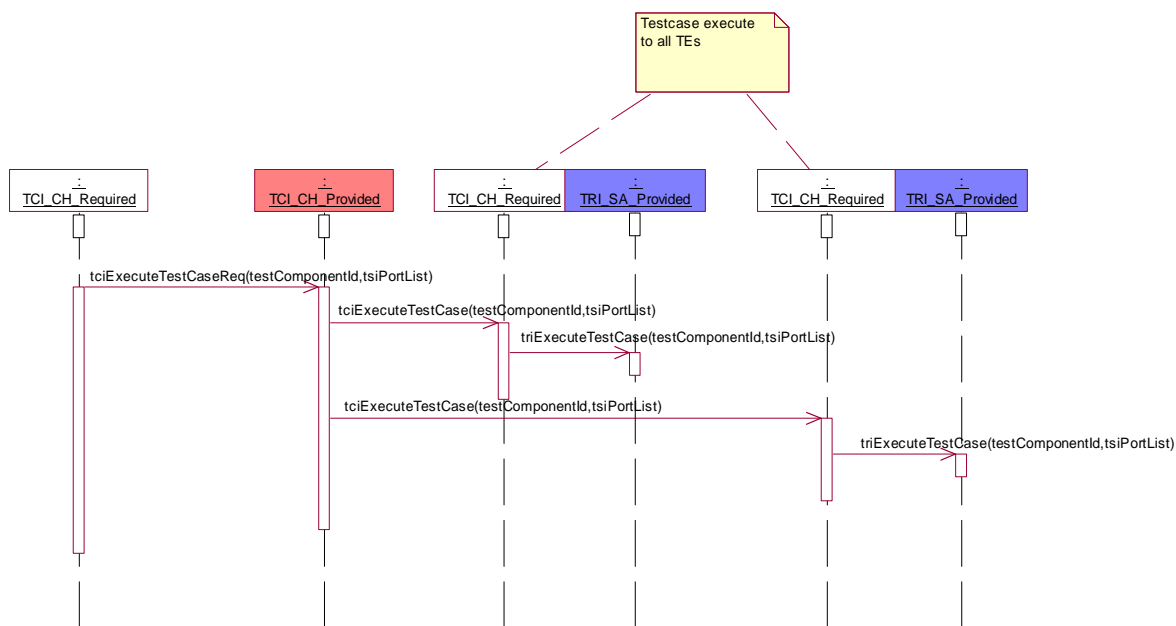 Testcase execute
to all TEs
:
TCI_CH_Required
:
TCI_CH_Provided
:
TCI_CH_Required
:
TRI_SA_Provided
:
TCI_CH_Required
:
TRI_SA_Provided
tciExecuteTestCaseReq(testComponentId,tsiPortList)
tciExecuteTestCase(testComponentId,tsiPortList)
triExecuteTestCase(testComponentId,tsiPortList)
tciExecuteTestCase(testComponentId,tsiPortList)
triExecuteTestCase(testComponentId,tsiPortList)